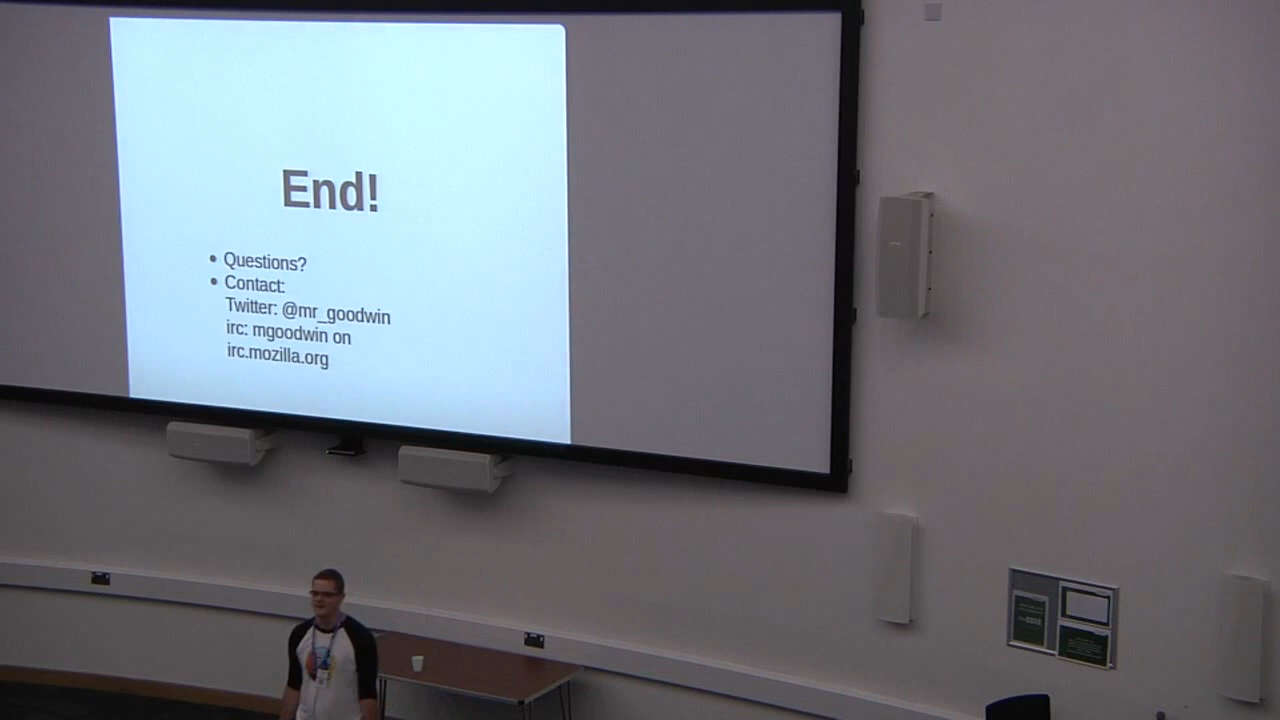 End!
• Questions?
• Contact:
Twitter: @mr_goodwin
irc: mgoodwin on
irc.mozilla.org